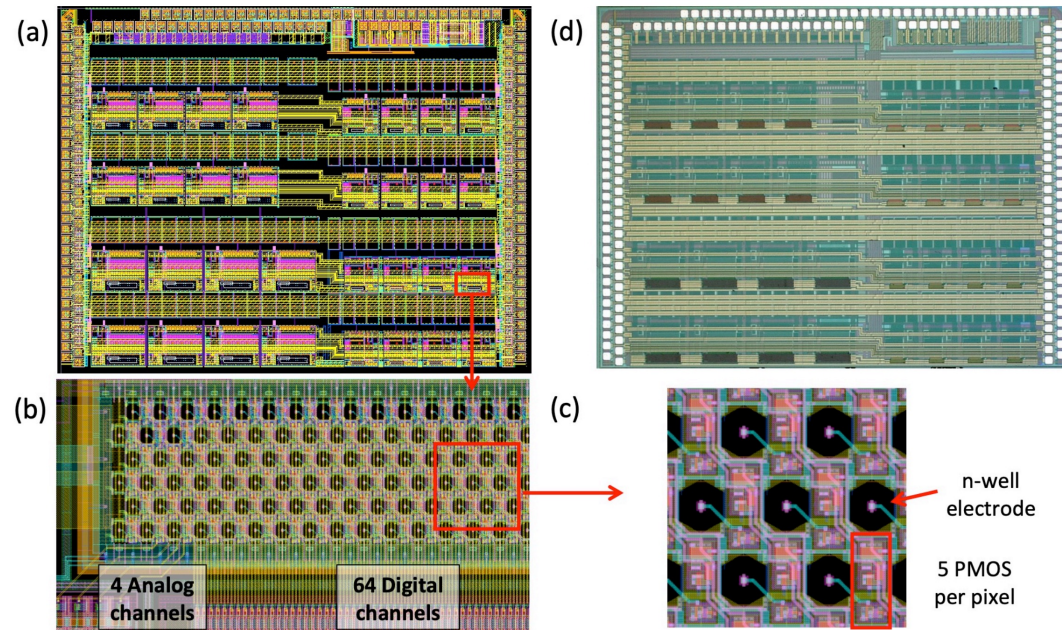 (a)
(d)
(b)
(c)
n-well
electrode
4 Analog
channels
64 Digital
channels
5 PMOS
per pixel